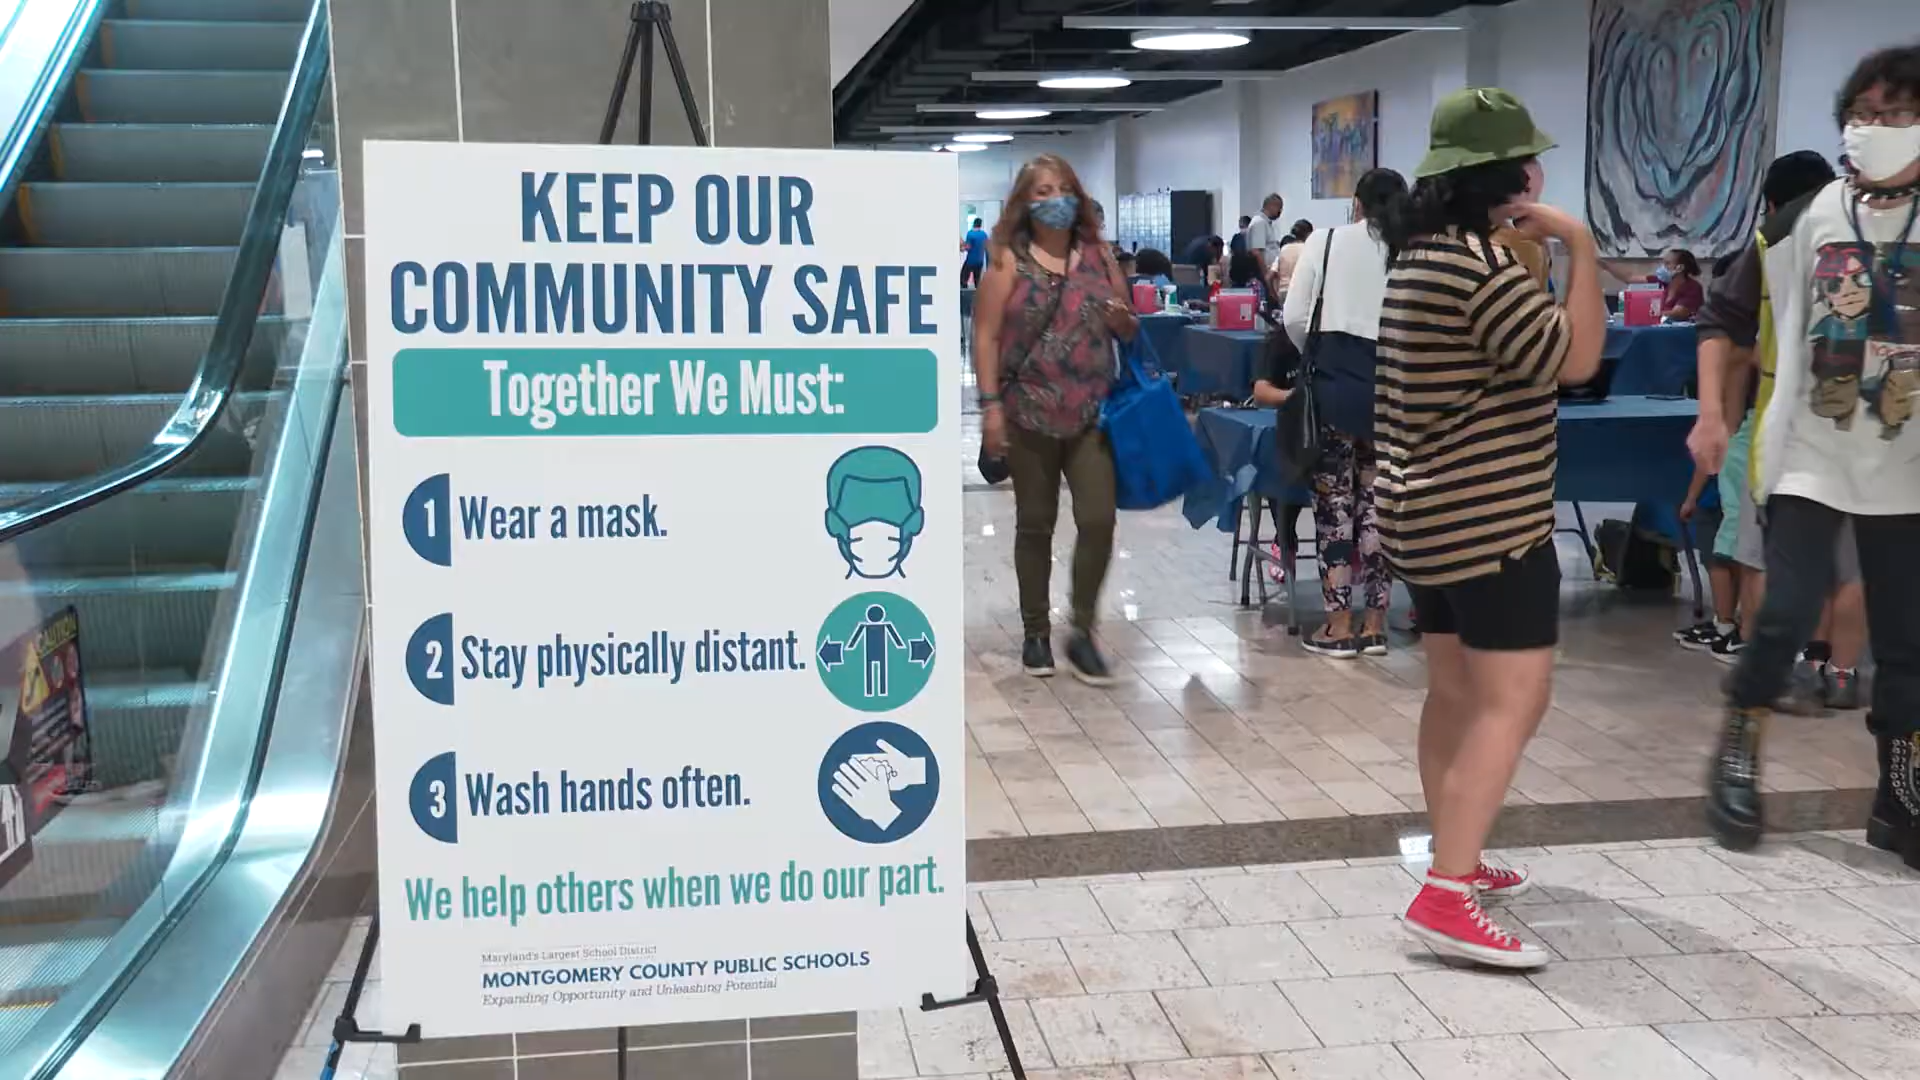 KEEP OUR
COMMUNITY SAFE
Together We Must:
1 Wear a mask.
2 Stay physically distant.
3 Wash hands often.
We help others when we do our part.
Maryland's Largest School District
MONTGOMERY COUNTY PUBLIC SCHOOLS
Expanding Opportunity and Unleashing Potential
CAUTION